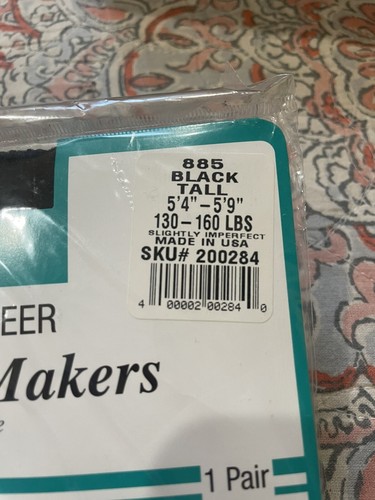 885
BLACK
TALL
5'4" – 5'9"
130 – 160 LBS
SLIGHTLY IMPERFECT
MADE IN USA
SKU# 200284
4 00002 00284 0
EER
Makers
e
1 Pair